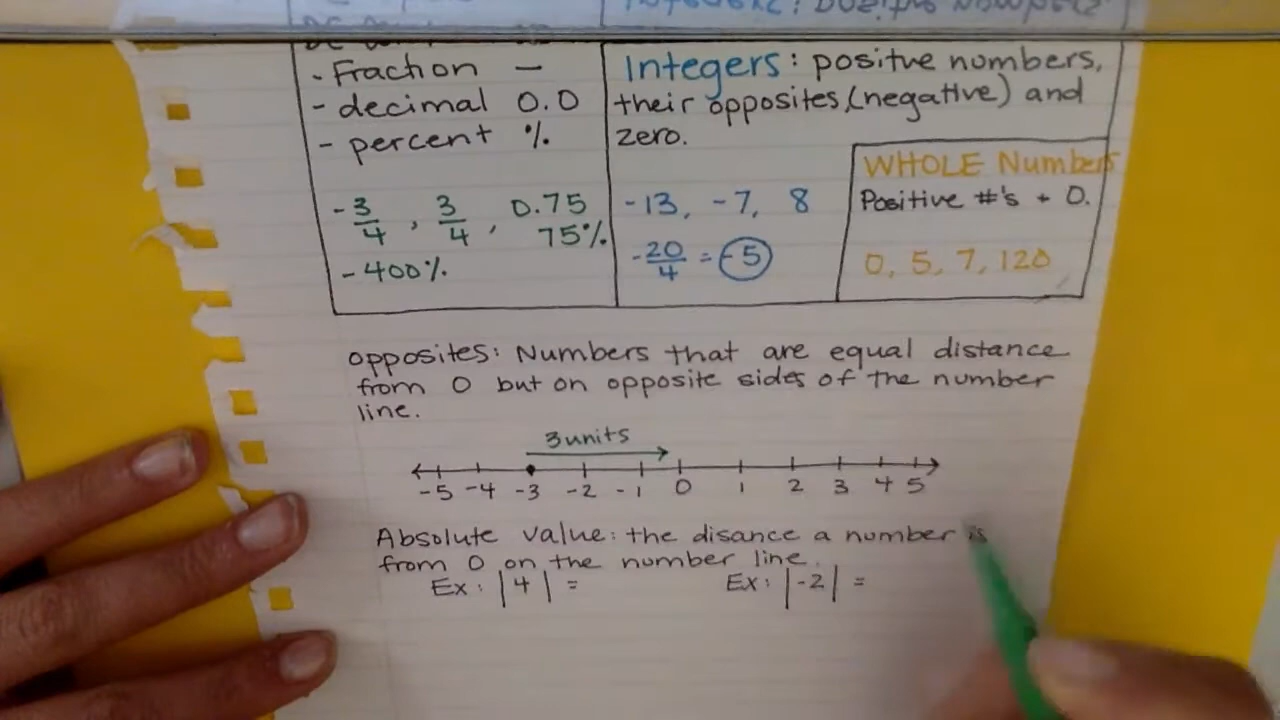 - Fraction —
- decimal 0.0
- percent %
-3/4, 3/4, 0.75
75%
-400%
Integers: positive numbers,
their opposites, (negative) and
zero.
-13, -7, 8
-20/4 = -5
WHOLE Numbers
Positive #'s + 0.
0, 5, 7, 120
opposites: Numbers that are equal distance
from 0 but on opposite sides of the number
line.
3 units
-5 -4 -3 -2 -1 0 1 2 3 4 5
Absolute value: the disance a number is
from 0 on the number line.
Ex: |4| =
Ex: |-2| =